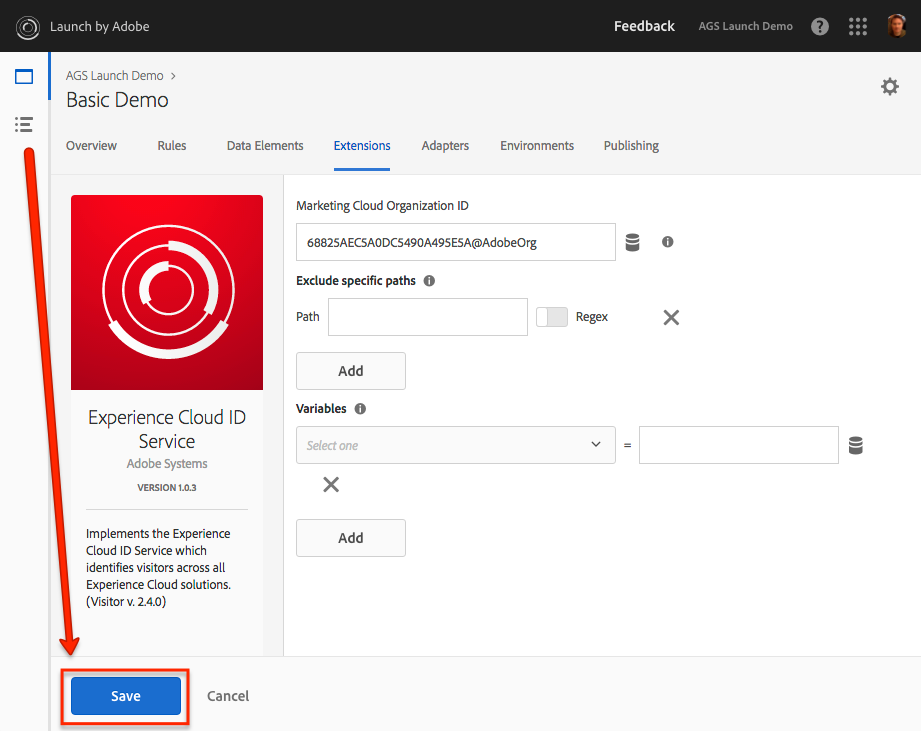 Launch by Adobe
Feedback
AGS Launch Demo
?
AGS Launch Demo >
Basic Demo
Overview
Rules
Data Elements
Extensions
Adapters
Environments
Publishing
Experience Cloud ID
Service
Adobe Systems
VERSION 1.0.3
Implements the Experience
Cloud ID Service which
identifies visitors across all
Experience Cloud solutions.
(Visitor v. 2.4.0)
Marketing Cloud Organization ID
68825AEC5A0DC5490A495E5A@AdobeOrg
Exclude specific paths
Path
Regex
Add
Variables
Select one
=
Add
Save
Cancel